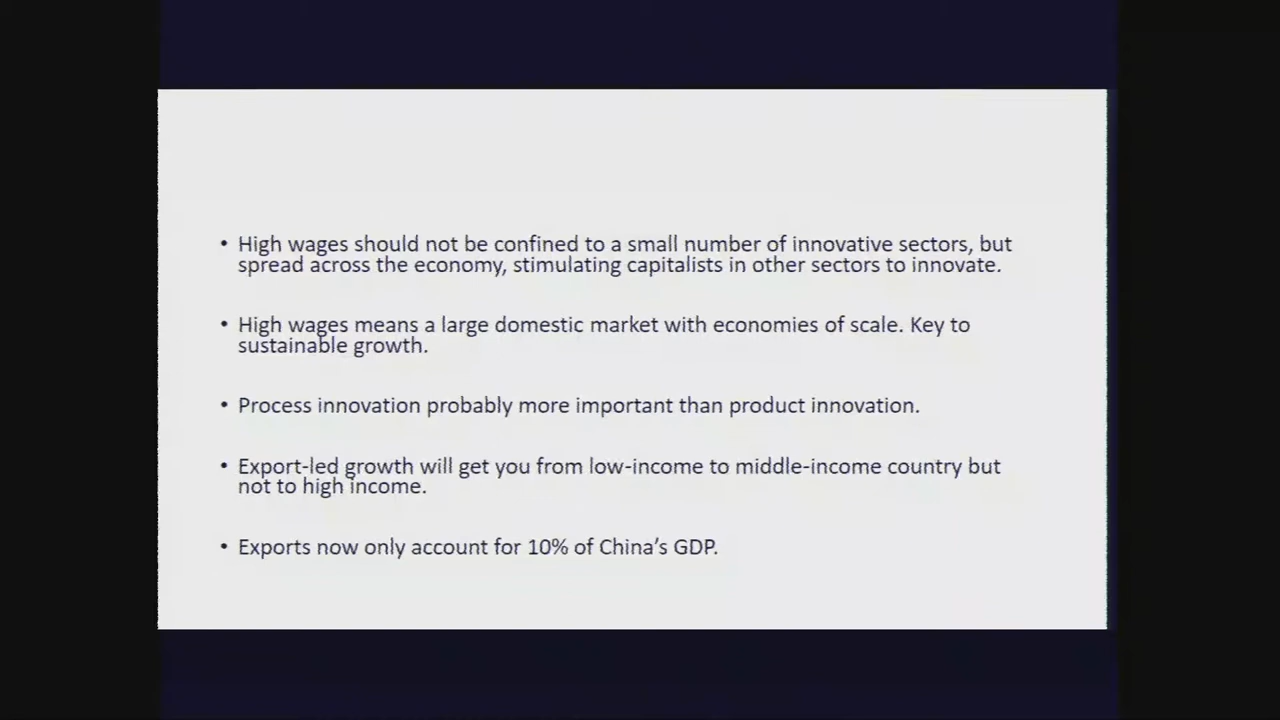 • High wages should not be confined to a small number of innovative sectors, but
spread across the economy, stimulating capitalists in other sectors to innovate.
• High wages means a large domestic market with economies of scale. Key to
sustainable growth.
• Process innovation probably more important than product innovation.
• Export-led growth will get you from low-income to middle-income country but
not to high income.
• Exports now only account for 10% of China’s GDP.